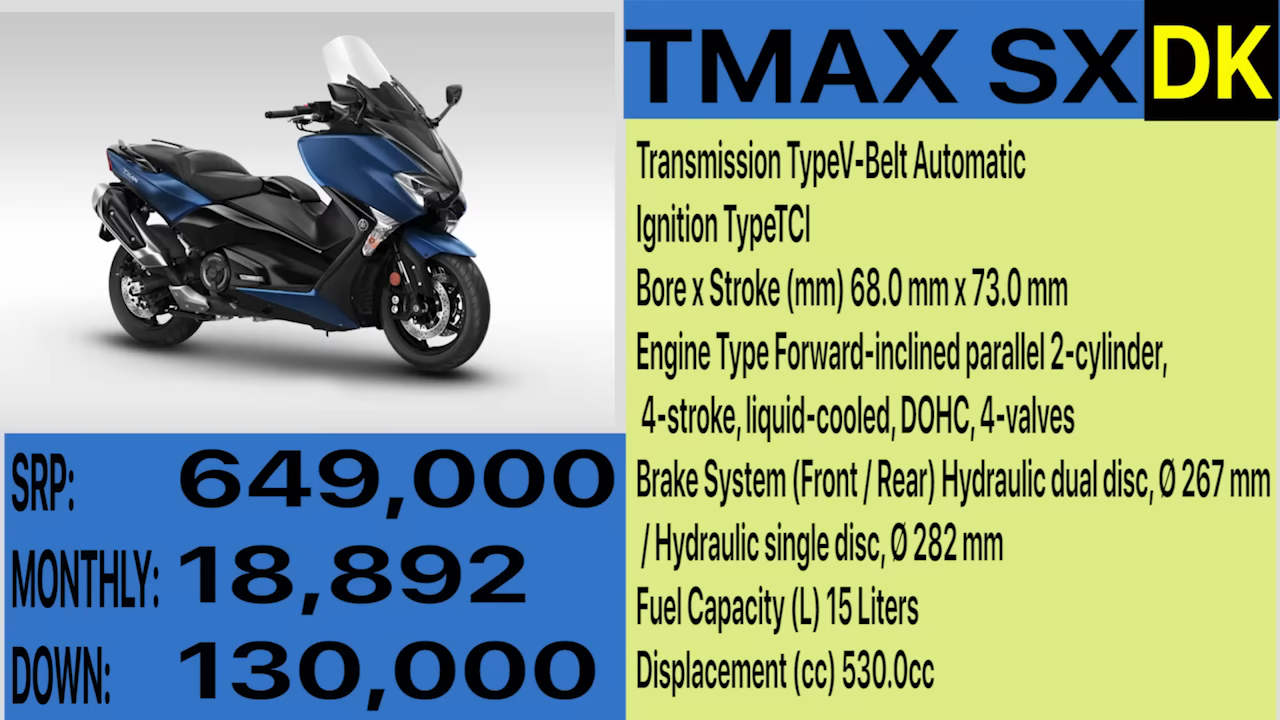 TMAX SX DK
Transmission TypeV-Belt Automatic
Ignition TypeTCI
Bore x Stroke (mm) 68.0 mm x 73.0 mm
Engine Type Forward-inclined parallel 2-cylinder,
4-stroke, liquid-cooled, DOHC, 4-valves
Brake System (Front / Rear) Hydraulic dual disc, Ø 267 mm
/ Hydraulic single disc, Ø 282 mm
Fuel Capacity (L) 15 Liters
Displacement (cc) 530.0cc
SRP: 649,000
MONTHLY: 18,892
DOWN: 130,000
TMAX